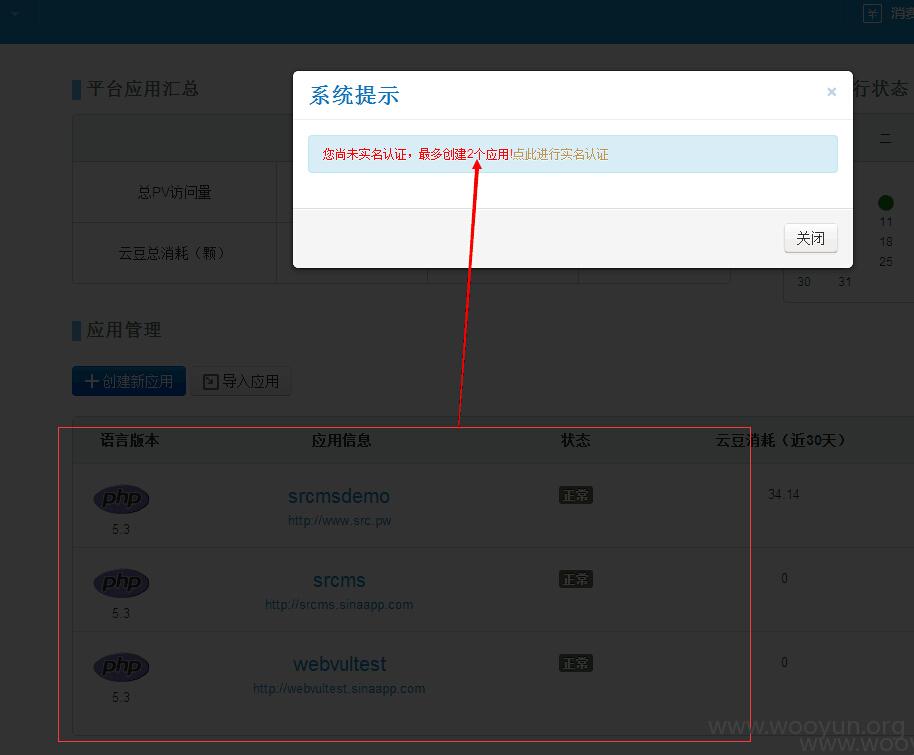 消费
平台应用汇总
行状态
系统提示
×
您尚未实名认证，最多创建2个应用!点此进行实名认证
关闭
二
总PV访问量
11
云豆总消耗（颗）
18
25
30 31
应用管理
创建新应用 导入应用
语言版本 应用信息 状态 云豆消耗（近30天）
php srcmsdemo 正常 34.14
5.3 http://www.src.pw
php srcms 正常 0
5.3 http://srcms.sinaapp.com
php webvultest 正常 0
5.3 http://webvultest.sinaapp.com
www.wooyun.org
www.woo